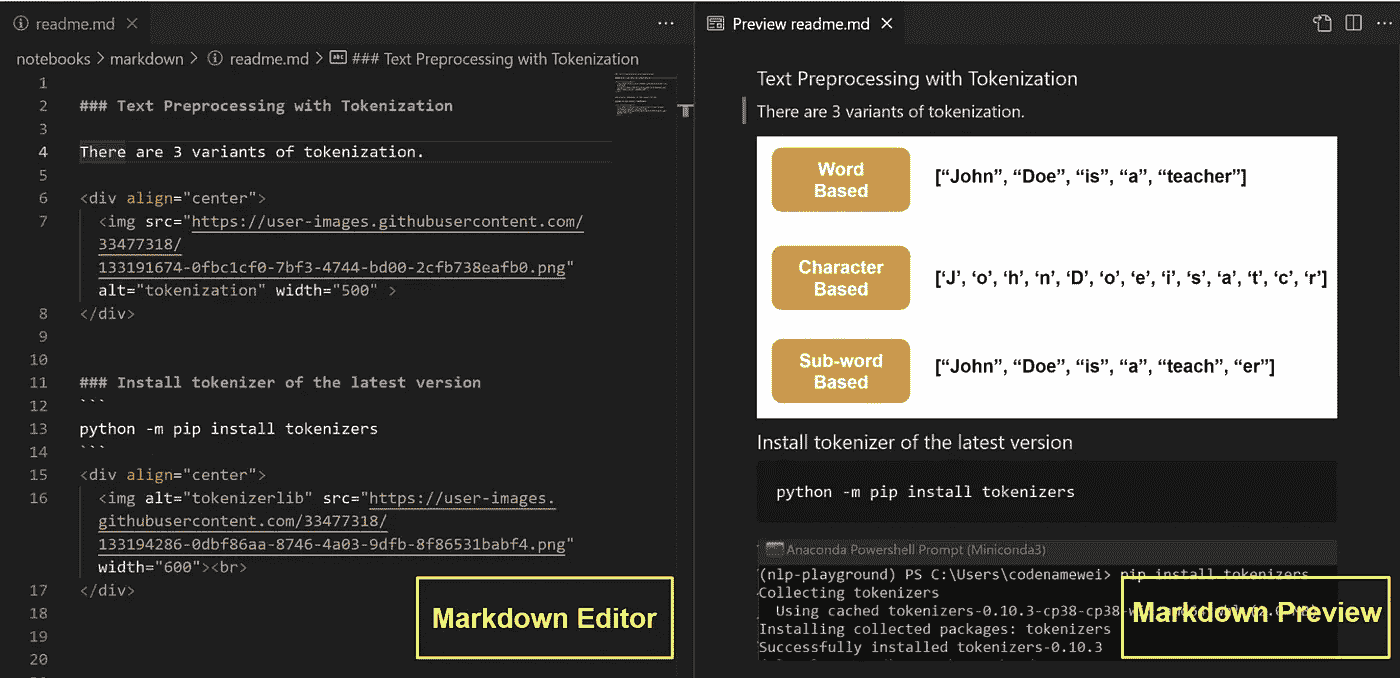 readme.md
notebooks > markdown > readme.md > ### Text Preprocessing with Tokenization
1
2 ### Text Preprocessing with Tokenization
3
4 There are 3 variants of tokenization.
5
6 <div align="center">
7 <img src="https://user-images.githubusercontent.com/
33477318/
133191674-0fbc1cf0-7bf3-4744-bd00-2cfb738eafb0.png"
alt="tokenization" width="500" >
8 </div>
9
10
11 ### Install tokenizer of the latest version
12 ```
13 python -m pip install tokenizers
14 ```
15 <div align="center">
16 <img alt="tokenizerlib" src="https://user-images.
githubusercontent.com/33477318/
133194286-0dbf86aa-8746-4a03-9dfb-8f86531babf4.png"
width="600"><br>
17 </div>
18
19
20
Markdown Editor
Preview readme.md
Text Preprocessing with Tokenization
There are 3 variants of tokenization.
Word
Based
[“John”, “Doe”, “is”, “a”, “teacher”]
Character
Based
[‘J’, ‘o’, ‘h’, ‘n’, ‘D’, ‘o’, ‘e’, ‘i’, ‘s’, ‘a’, ‘t’, ‘c’, ‘r’]
Sub-word
Based
[“John”, “Doe”, “is”, “a”, “teach”, “er”]
Install tokenizer of the latest version
python -m pip install tokenizers
Anaconda Powershell Prompt (Miniconda3)
(nlp-playground) PS C:\Users\codenamewei> pip install tokenizers
Collecting tokenizers
Using cached tokenizers-0.10.3-cp38-cp38-
Installing collected packages: tokenizers
Successfully installed tokenizers-0.10.3
Markdown Preview